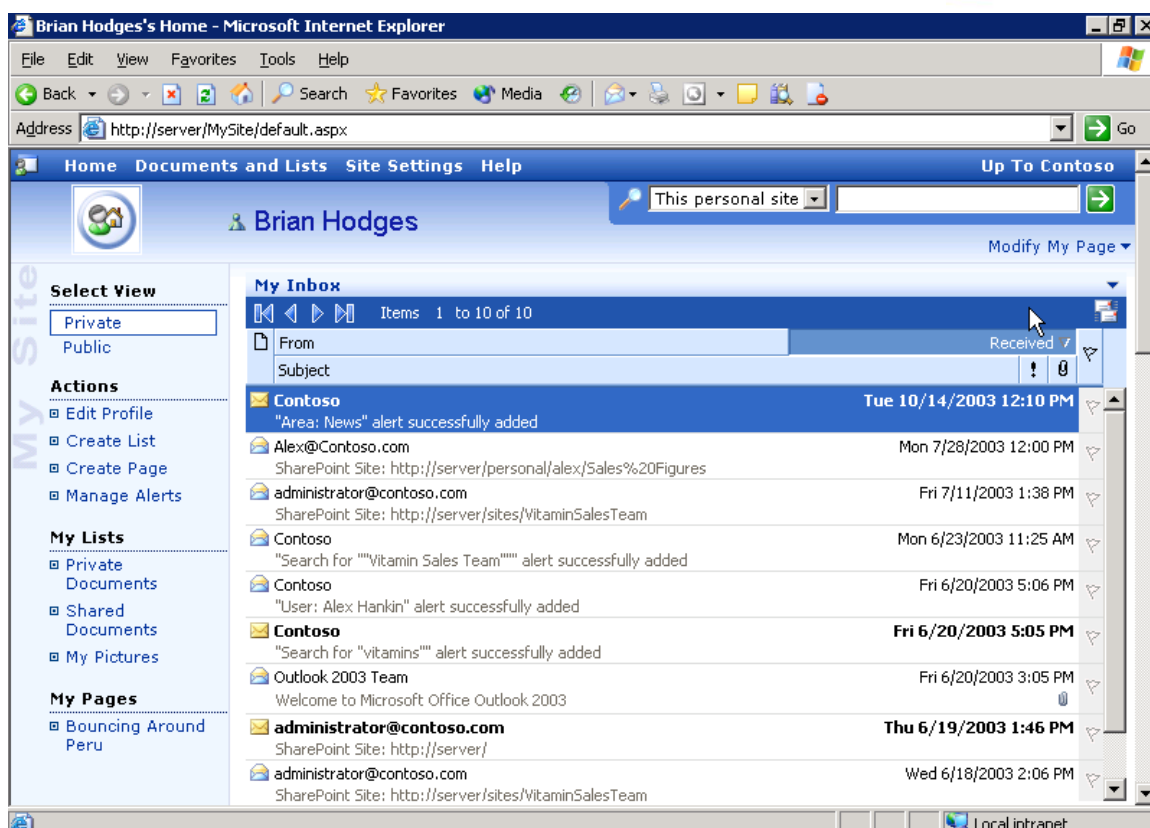 Brian Hodges's Home - Microsoft Internet Explorer
File Edit View Favorites Tools Help
Back Search Favorites Media
Address http://server/MySite/default.aspx Go
Home Documents and Lists Site Settings Help Up To Contoso
This personal site
Brian Hodges
Modify My Page
My Site
Select View
Private
Public
Actions
Edit Profile
Create List
Create Page
Manage Alerts
My Lists
Private
Documents
Shared
Documents
My Pictures
My Pages
Bouncing Around
Peru
My Inbox
Items 1 to 10 of 10
From Received
Subject
Contoso Tue 10/14/2003 12:10 PM
"Area: News" alert successfully added
Alex@Contoso.com Mon 7/28/2003 12:00 PM
SharePoint Site: http://server/personal/alex/Sales%20Figures
administrator@contoso.com Fri 7/11/2003 1:38 PM
SharePoint Site: http://server/sites/VitaminSalesTeam
Contoso Mon 6/23/2003 11:25 AM
"Search for ""Vitamin Sales Team""" alert successfully added
Contoso Fri 6/20/2003 5:06 PM
"User: Alex Hankin" alert successfully added
Contoso Fri 6/20/2003 5:05 PM
"Search for "vitamins"" alert successfully added
Outlook 2003 Team Fri 6/20/2003 3:05 PM
Welcome to Microsoft Office Outlook 2003
administrator@contoso.com Thu 6/19/2003 1:46 PM
SharePoint Site: http://server/
administrator@contoso.com Wed 6/18/2003 2:06 PM
SharePoint Site: http://server/sites/VitaminSalesTeam
Local intranet